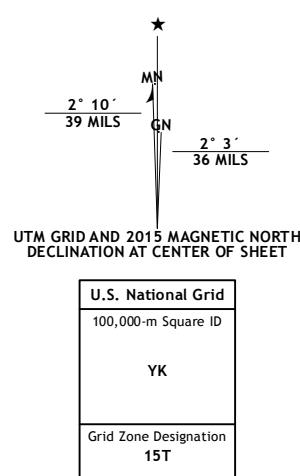 MN
2° 10´
39 MILS
GN
2° 3´
36 MILS
UTM GRID AND 2015 MAGNETIC NORTH
DECLINATION AT CENTER OF SHEET
U.S. National Grid
100,000-m Square ID
YK
Grid Zone Designation
15T